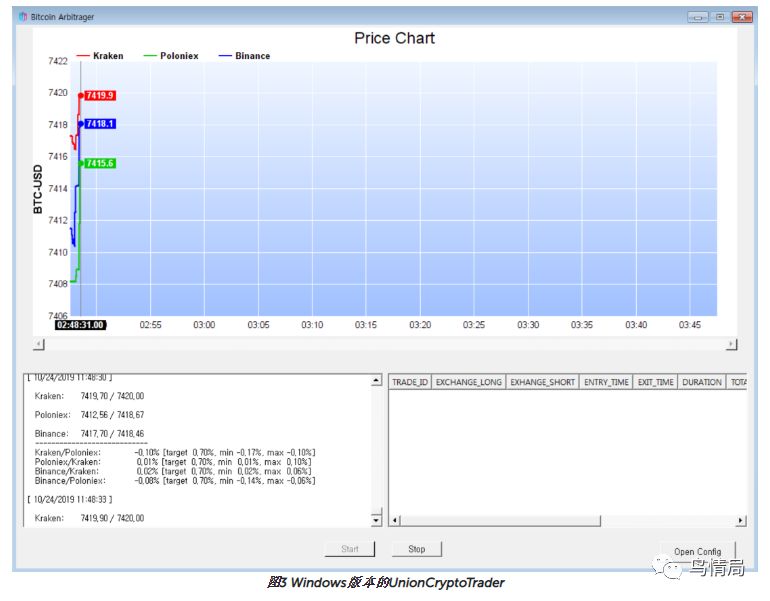 Bitcoin Arbitrager
Price Chart
Kraken Poloniex Binance
7422
7420
7418
7416
7414
7412
7410
7408
7406
BTC-USD
7419.9
7418.1
7415.6
02:48:31.00 02:55 03:00 03:05 03:10 03:15 03:20 03:25 03:30 03:35 03:40 03:45
[ 10/24/2019 11:48:30 ]
Kraken: 7419,70 / 7420,00
Poloniex: 7412,56 / 7418,67
Binance: 7417,70 / 7418,46
----------------------------
Kraken/Poloniex: -0,10% [target 0,70%, min -0,17%, max -0,10%]
Poloniex/Kraken: 0,01% [target 0,70%, min 0,01%, max 0,10%]
Binance/Kraken: 0,02% [target 0,70%, min 0,02%, max 0,06%]
Binance/Poloniex: -0,08% [target 0,70%, min -0,14%, max -0,06%]
[ 10/24/2019 11:48:33 ]
Kraken: 7419,90 / 7420,00
TRADE_ID EXCHANGE_LONG EXHANGE_SHORT ENTRY_TIME EXIT_TIME DURATION TOTA
Start Stop Open Config
鸟情局
图3 Windows版本的UnionCryptoTrader